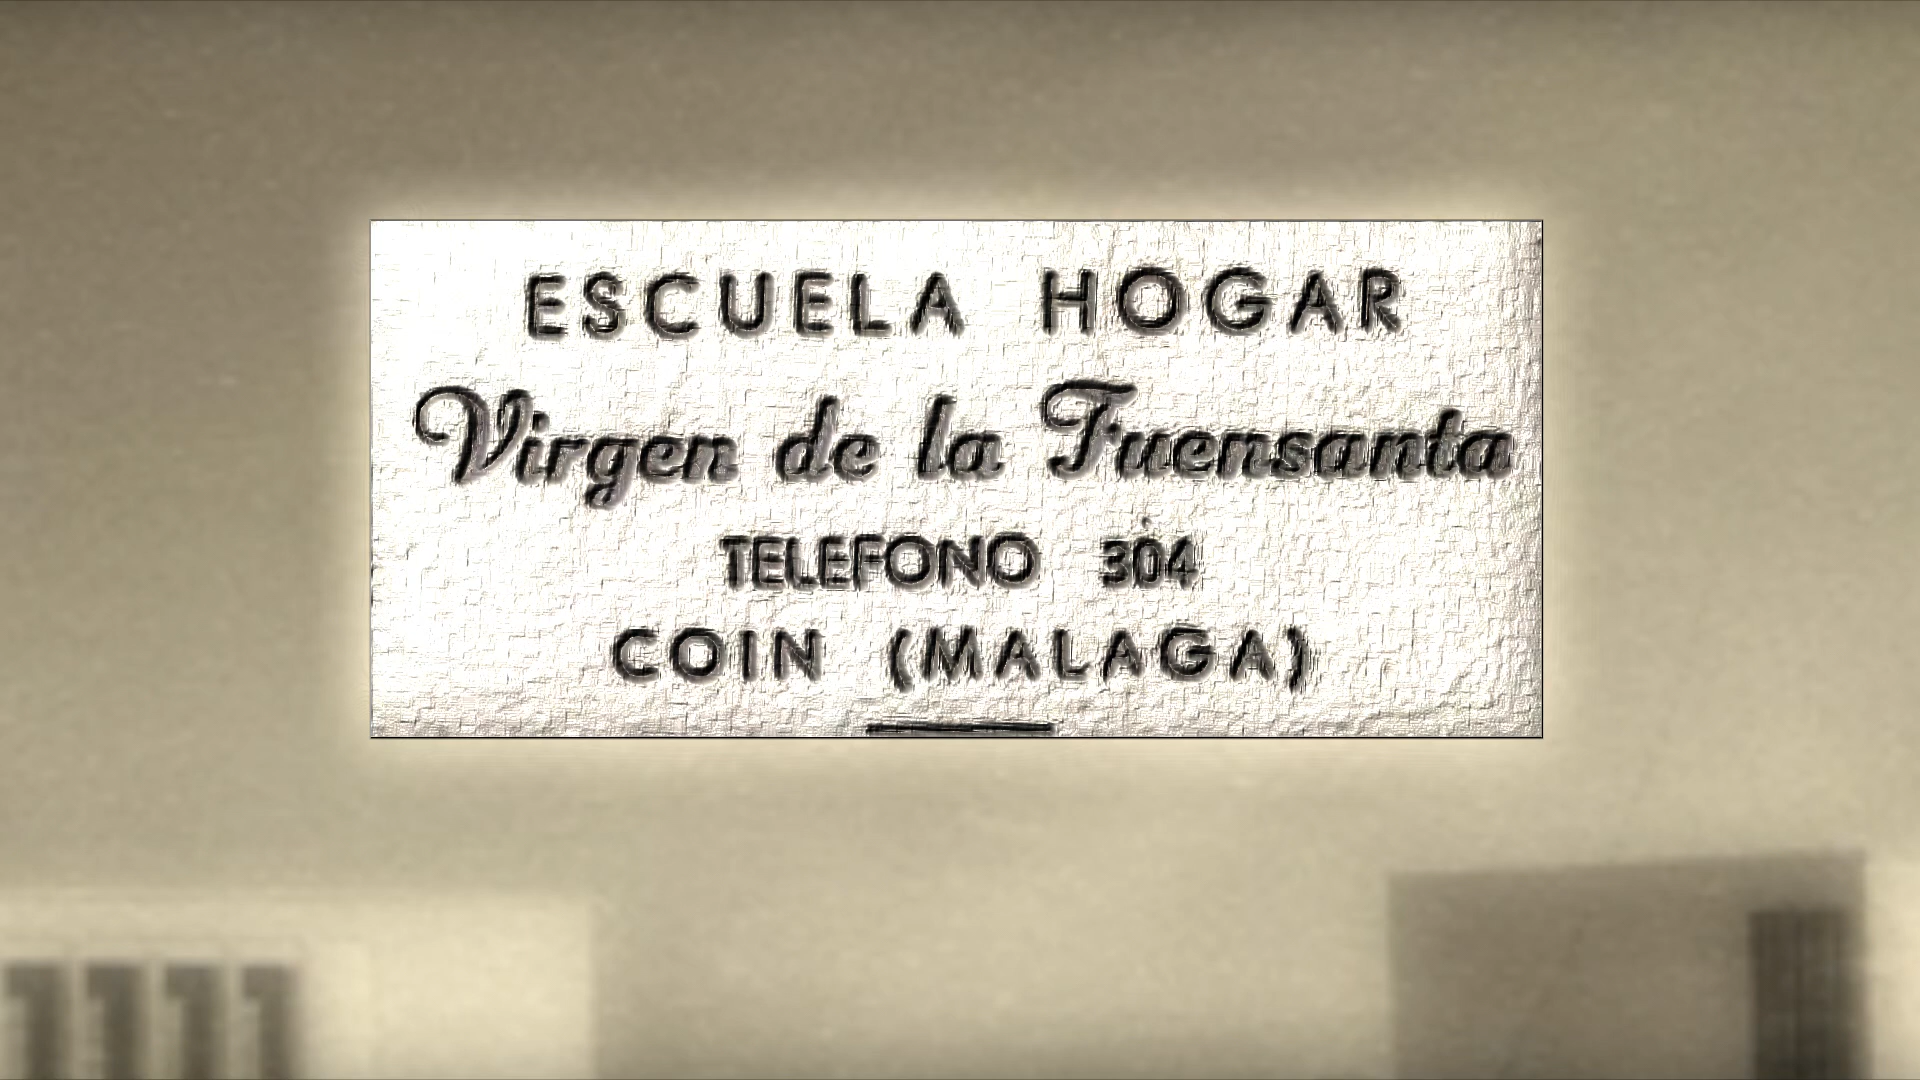 ESCUELA HOGAR
Virgen de la Fuensanta
TELEFONO 304
COIN (MALAGA)